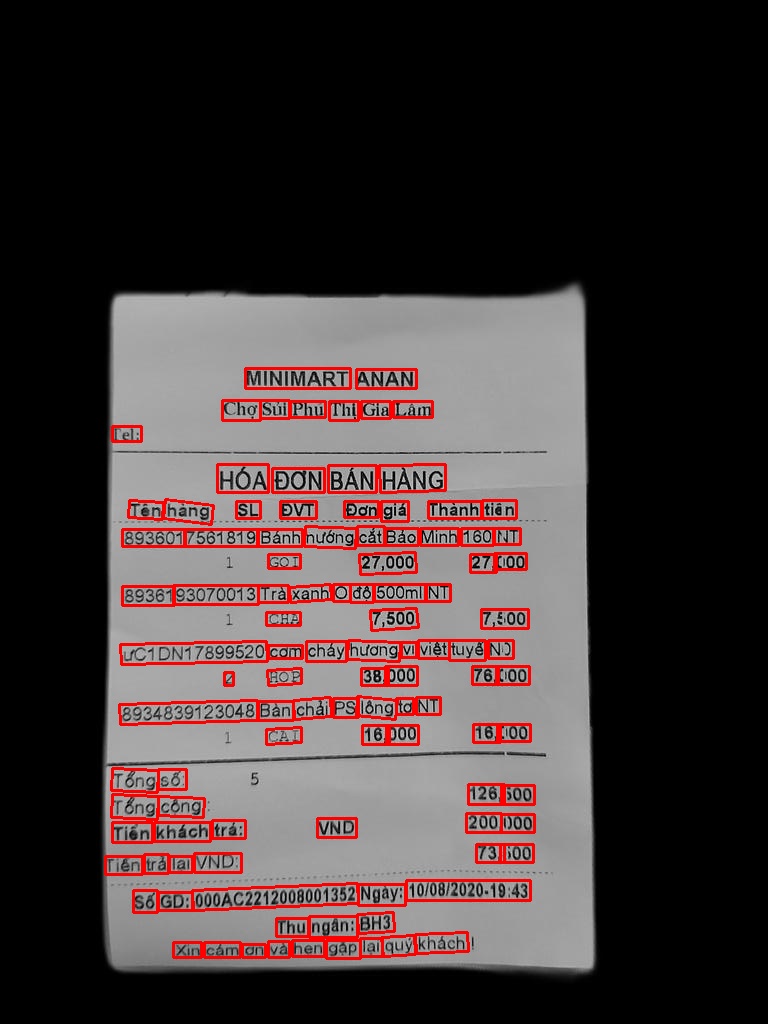 MINIMART ANAN
Chợ Sủi Phú Thị Gia Lâm
Tel:
HÓA ĐƠN BÁN HÀNG
Tên hàng SL ĐVT Đơn giá Thành tiền
8936017561819 Bánh hướng cắt Bảo Minh 160 NT
1 GOI 27,000 27,000
8936193070013 Trà xanh O độ 500ml NT
1 CHA 7,500 7,500
ưC1DN17899520 cơm cháy hương vị việt tuyế NO
2 HOP 38,000 76,000
8934839123048 Bàn chải PS lông tơ NT
1 CAI 16,000 16,000
Tổng số: 5
Tổng cộng : 126,500
Tiền khách trả: VND 200,000
Tiền trả lại VND: 73,500
Số GD: 000AC2212008001352 Ngày: 10/08/2020-19:43
Thu ngân: BH3
Xin cám ơn và hẹn gặp lại quý khách !